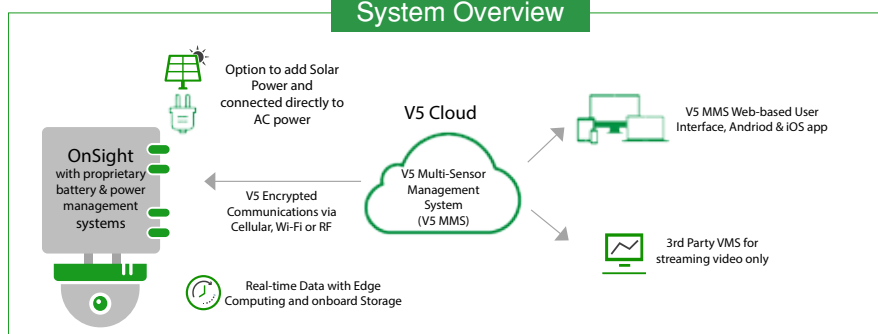 System Overview
Option to add Solar
Power and
connected directly to
AC power
OnSight
with proprietary
battery & power
management
systems
V5 Encrypted
Communications via
Cellular, Wi-Fi or RF
Real-time Data with Edge
Computing and onboard Storage
V5 Cloud
V5 Multi-Sensor
Management
System
(V5 MMS)
V5 MMS Web-based User
Interface, Andriod & iOS app
3rd Party VMS for
streaming video only